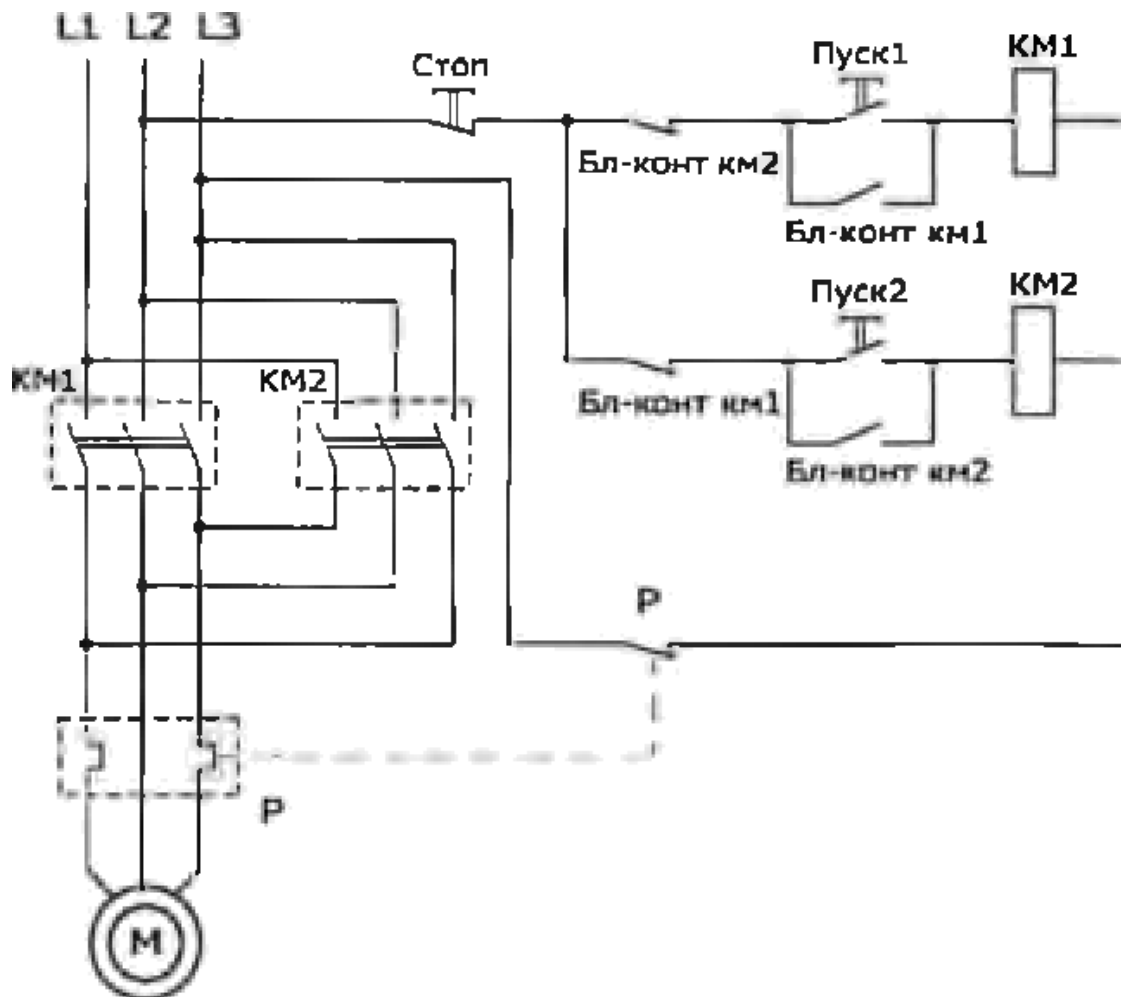 L1 L2 L3
Стоп
Пуск1
КМ1
Бл-конт км2
Бл-конт км1
Пуск2
КМ2
КМ1
КМ2
Бл-конт км1
Бл-конт км2
Р
Р
М